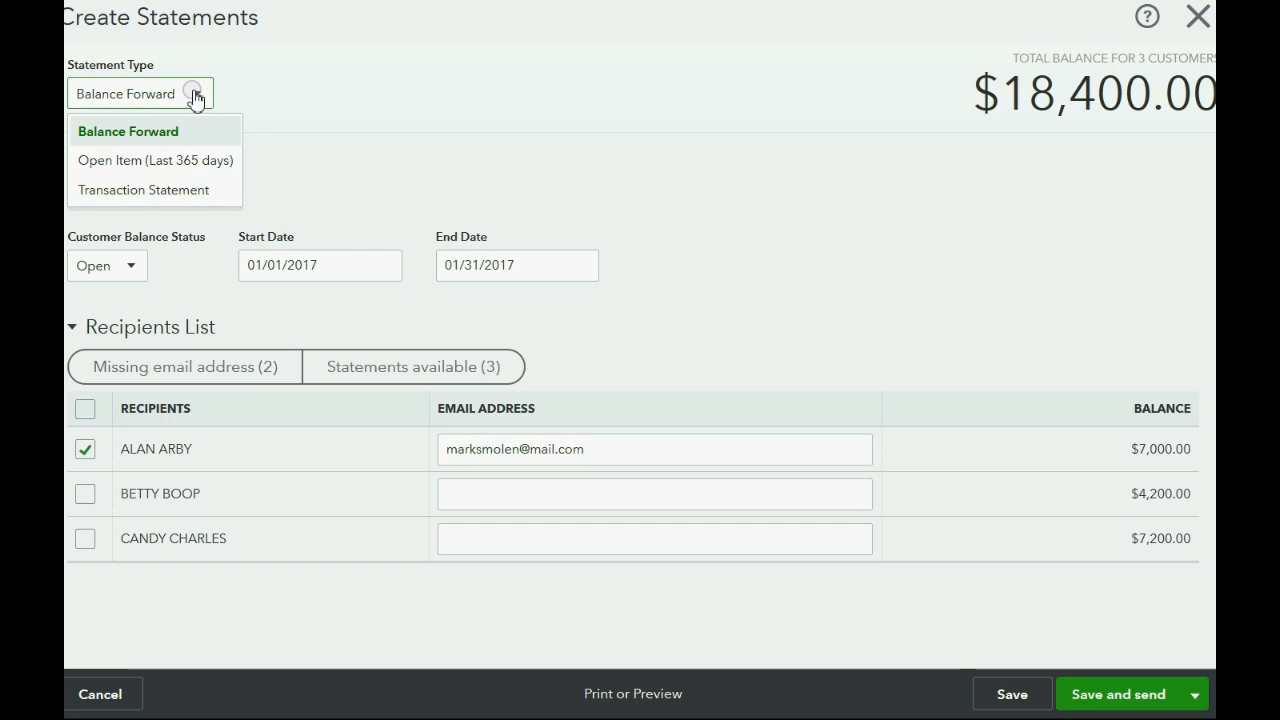 Create Statements
?
Statement Type
TOTAL BALANCE FOR 3 CUSTOMERS
Balance Forward
$18,400.00
Balance Forward
Open Item (Last 365 days)
Transaction Statement
Customer Balance Status Start Date End Date
Open 01/01/2017 01/31/2017
Recipients List
Missing email address (2) Statements available (3)
RECIPIENTS EMAIL ADDRESS BALANCE
ALAN ARBY marksmolen@mail.com $7,000.00
BETTY BOOP $4,200.00
CANDY CHARLES $7,200.00
Cancel Print or Preview Save Save and send